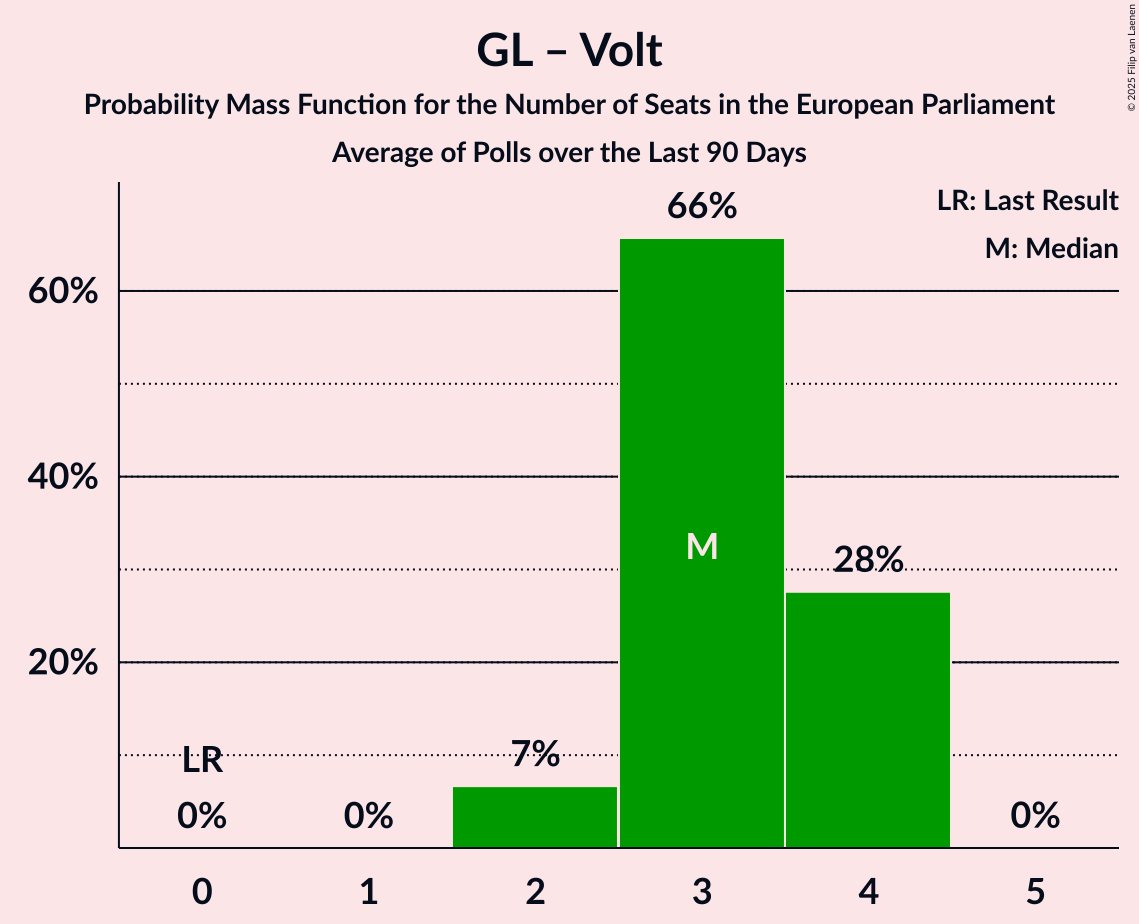 GL – Volt
Probability Mass Function for the Number of Seats in the European Parliament
Average of Polls over the Last 90 Days
© 2025 Filip van Laenen
LR: Last Result
M: Median
66%
60%
40%
M
28%
20%
LR
7%
0%
0%
0%
0
1
2
3
4
5